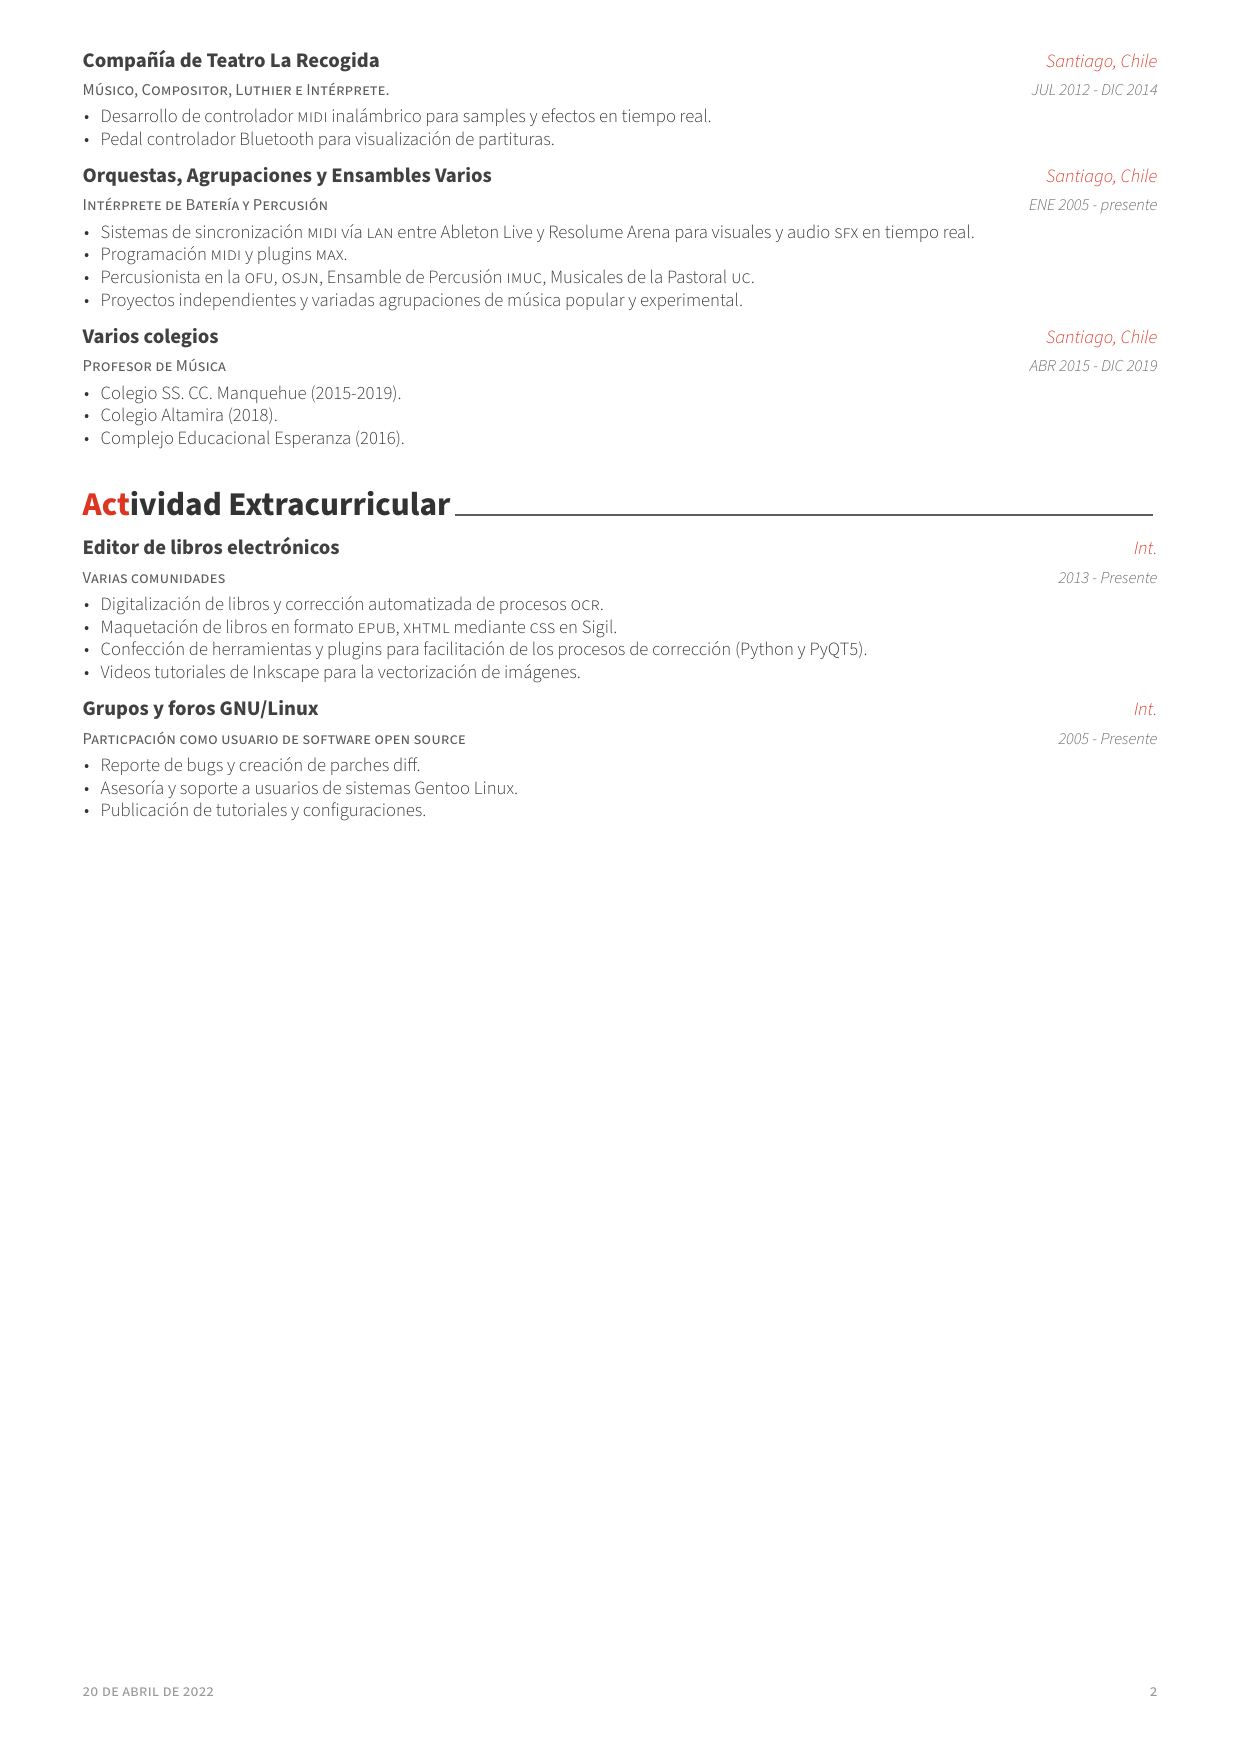 Compañía de Teatro La Recogida Santiago, Chile
Músico, Compositor, Luthier e Intérprete. JUL 2012 - DIC 2014
• Desarrollo de controlador MIDI inalámbrico para samples y efectos en tiempo real.
• Pedal controlador Bluetooth para visualización de partituras.
Orquestas, Agrupaciones y Ensambles Varios Santiago, Chile
Intérprete de Batería y Percusión ENE 2005 - presente
• Sistemas de sincronización MIDI vía LAN entre Ableton Live y Resolume Arena para visuales y audio SFX en tiempo real.
• Programación MIDI y plugins MAX.
• Percusionista en la OFU, OSJN, Ensamble de Percusión IMUC, Musicales de la Pastoral UC.
• Proyectos independientes y variadas agrupaciones de música popular y experimental.
Varios colegios Santiago, Chile
Profesor de Música ABR 2015 - DIC 2019
• Colegio SS. CC. Manquehue (2015-2019).
• Colegio Altamira (2018).
• Complejo Educacional Esperanza (2016).
Actividad Extracurricular
Editor de libros electrónicos Int.
Varias comunidades 2013 - Presente
• Digitalización de libros y corrección automatizada de procesos OCR.
• Maquetación de libros en formato EPUB, XHTML mediante CSS en Sigil.
• Confección de herramientas y plugins para facilitación de los procesos de corrección (Python y PyQT5).
• Videos tutoriales de Inkscape para la vectorización de imágenes.
Grupos y foros GNU/Linux Int.
Particpación como usuario de software open source 2005 - Presente
• Reporte de bugs y creación de parches diff.
• Asesoría y soporte a usuarios de sistemas Gentoo Linux.
• Publicación de tutoriales y configuraciones.
20 DE ABRIL DE 2022 2